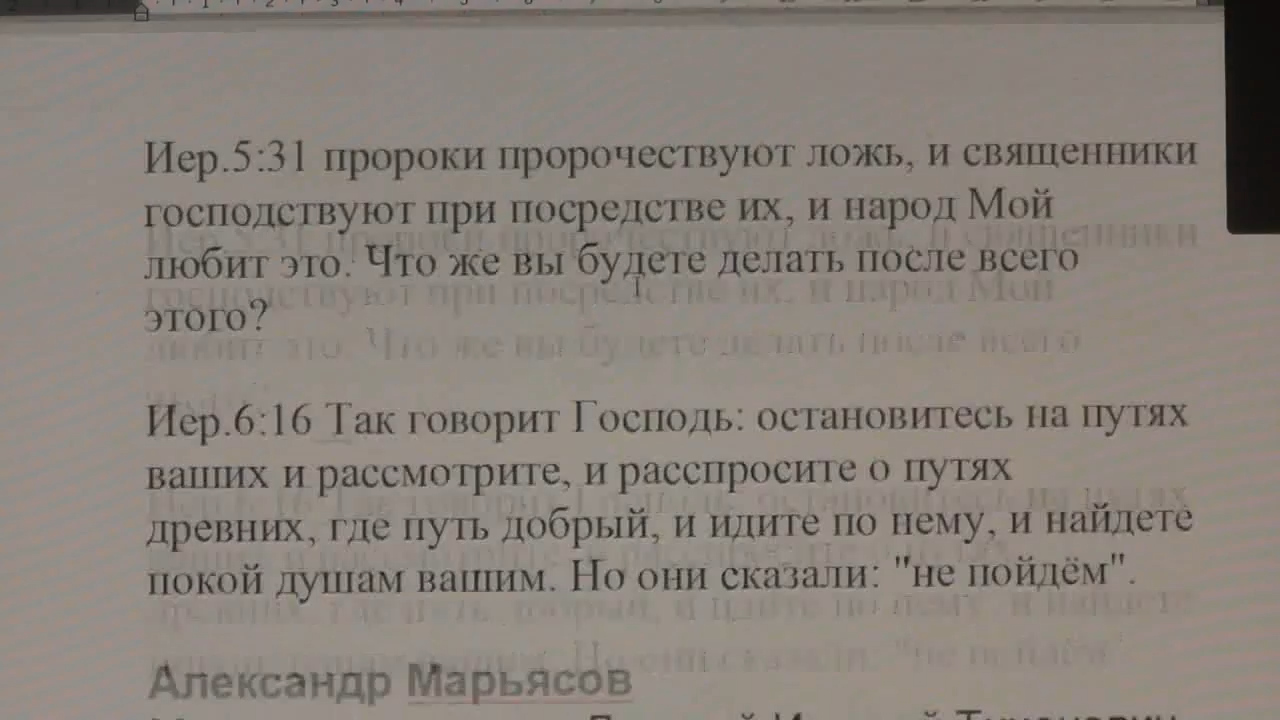 Иер.5:31 пророки пророчествуют ложь, и священники
господствуют при посредстве их, и народ Мой
любит это. Что же вы будете делать после всего
этого?
Иер.6:16 Так говорит Господь: остановитесь на путях
ваших и рассмотрите, и расспросите о путях
древних, где путь добрый, и идите по нему, и найдете
покой душам вашим. Но они сказали: "не пойдём".
Александр Марьясов